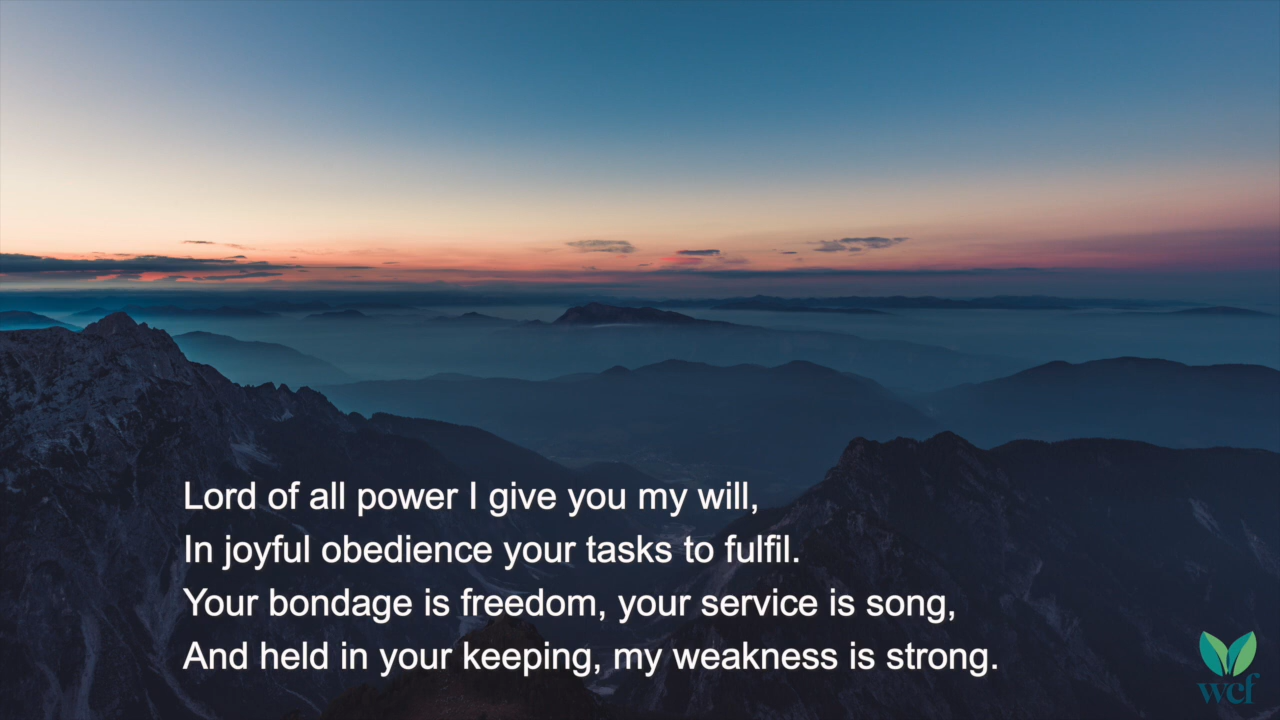 Lord of all power I give you my will,
In joyful obedience your tasks to fulfil.
Your bondage is freedom, your service is song,
And held in your keeping, my weakness is strong.
wcf